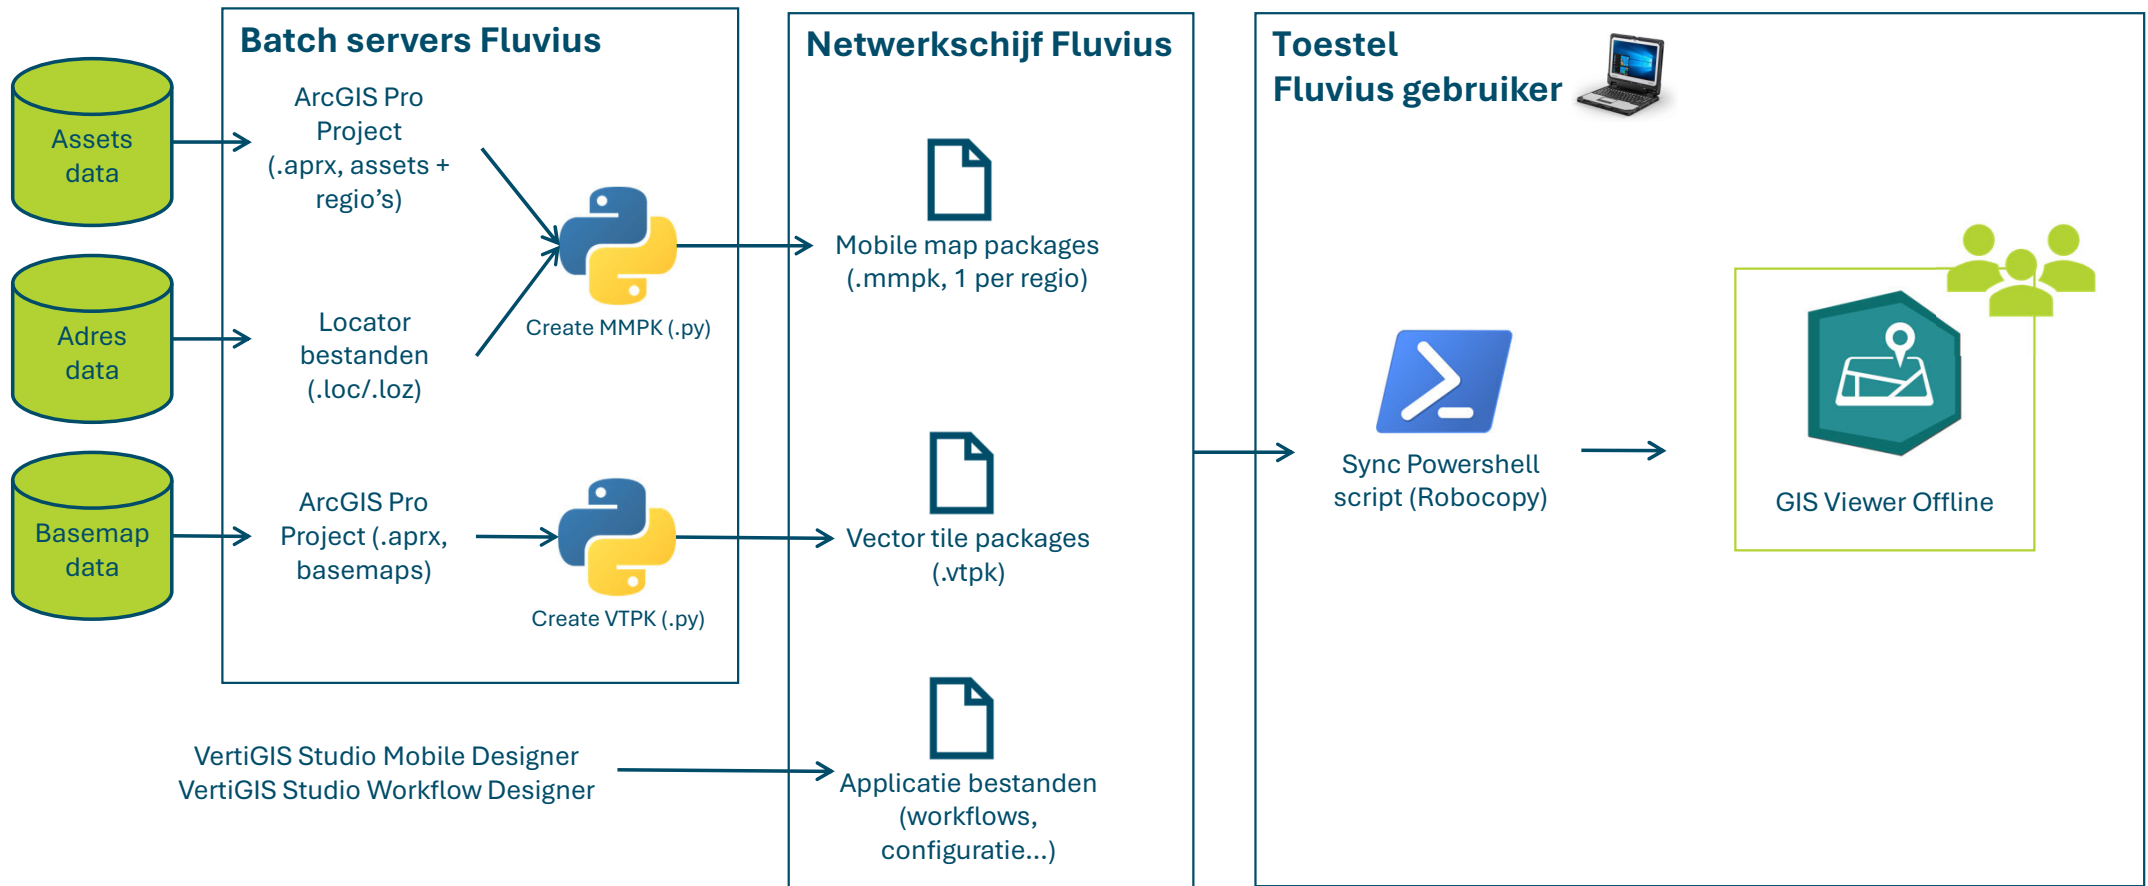 Batch servers Fluvius
Netwerkschijf Fluvius
Toestel
Fluvius gebruiker
Assets
data
ArcGIS Pro
Project
(.aprx, assets +
regio's)
Adres
data
Locator
bestanden
(.loc/.loz)
Create MMPK (.py)
Basemap
data
ArcGIS Pro
Project (.aprx,
basemaps)
Create VTPK (.py)
VertiGIS Studio Mobile Designer
VertiGIS Studio Workflow Designer
Mobile map packages
(.mmpk, 1 per regio)
Vector tile packages
(.vtpk)
Applicatie bestanden
(workflows,
configuratie...)
Sync Powershell
script (Robocopy)
GIS Viewer Offline